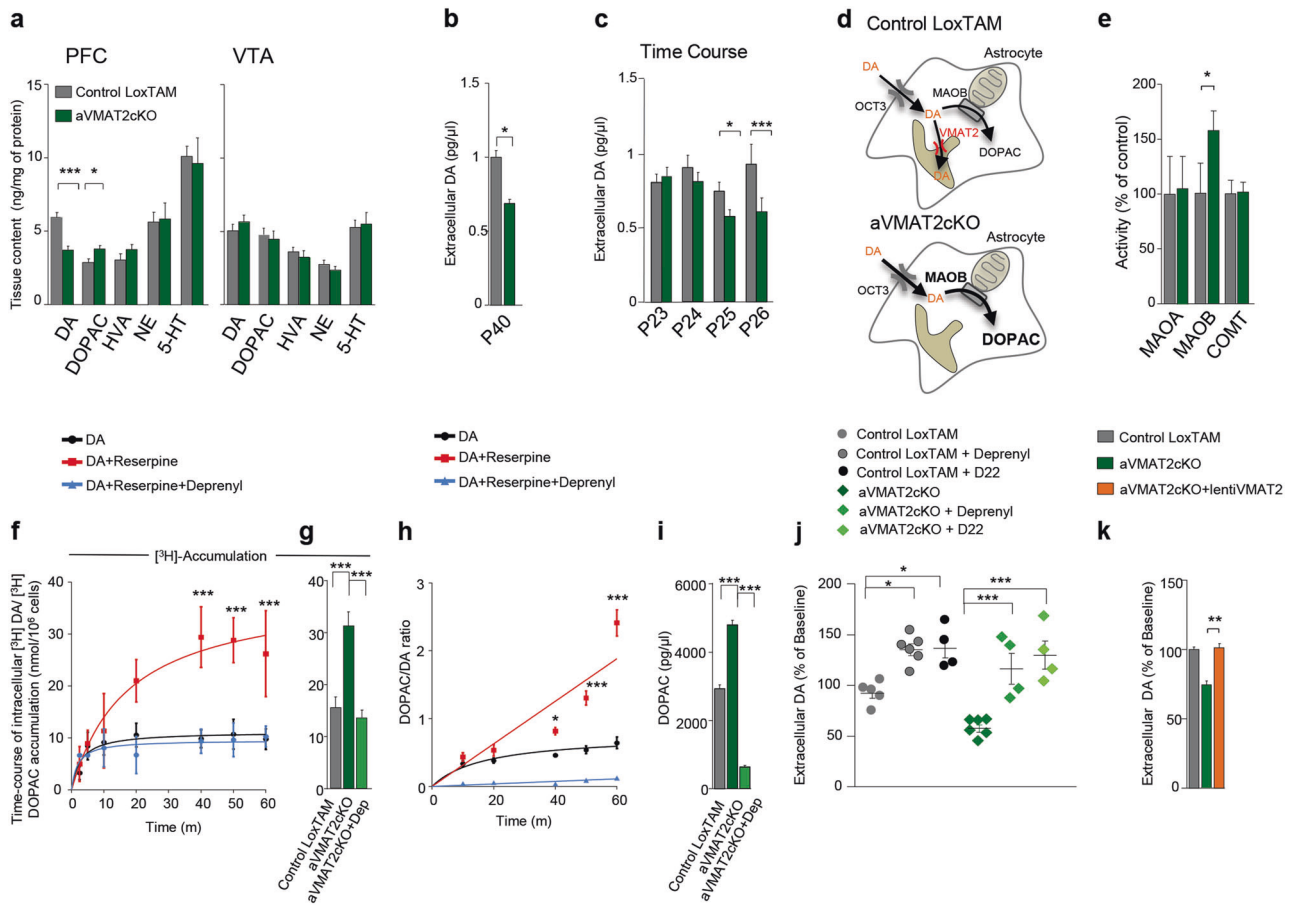 a
PFC
VTA
Control LoxTAM
aVMAT2cKO
Tissue content (ng/mg of protein)
15
10
5
0
***
*
DA
DOPAC
HVA
NE
5-HT
DA
DOPAC
HVA
NE
5-HT
b
Extracellular DA (pg/µl)
1.5
1
0.5
0
*
P40
c
Time Course
Extracellular DA (pg/µl)
1.5
1
0.5
0
*
***
P23
P24
P25
P26
d
Control LoxTAM
Astrocyte
DA
OCT3
MAOB
DA
VMAT2
DOPAC
DA
aVMAT2cKO
Astrocyte
DA
OCT3
MAOB
DA
DOPAC
e
Activity (% of control)
200
150
100
50
0
*
MAOA
MAOB
COMT
DA
DA+Reserpine
DA+Reserpine+Deprenyl
DA
DA+Reserpine
DA+Reserpine+Deprenyl
Control LoxTAM
Control LoxTAM + Deprenyl
Control LoxTAM + D22
aVMAT2cKO
aVMAT2cKO + Deprenyl
aVMAT2cKO + D22
Control LoxTAM
aVMAT2cKO
aVMAT2cKO+lentiVMAT2
f
[³H]-Accumulation
Time-course of intracellular [³H] DA/ [³H]
DOPAC accumulation (nmol/10⁶ cells)
40
30
20
10
0
***
***
***
0 10 20 30 40 50 60
Time (m)
g
40
30
20
10
0
***
***
Control LoxTAM
aVMAT2cKO
aVMAT2cKO+Dep
h
DOPAC/DA ratio
3
2
1
0
*
***
***
0 20 40 60
Time (m)
i
DOPAC (pg/µl)
6000
4000
2000
0
***
***
Control LoxTAM
aVMAT2cKO
aVMAT2cKO+Dep
j
Extracellular DA (% of Baseline)
200
150
100
50
0
*
*
***
***
k
Extracellular DA (% of Baseline)
150
100
50
0
**